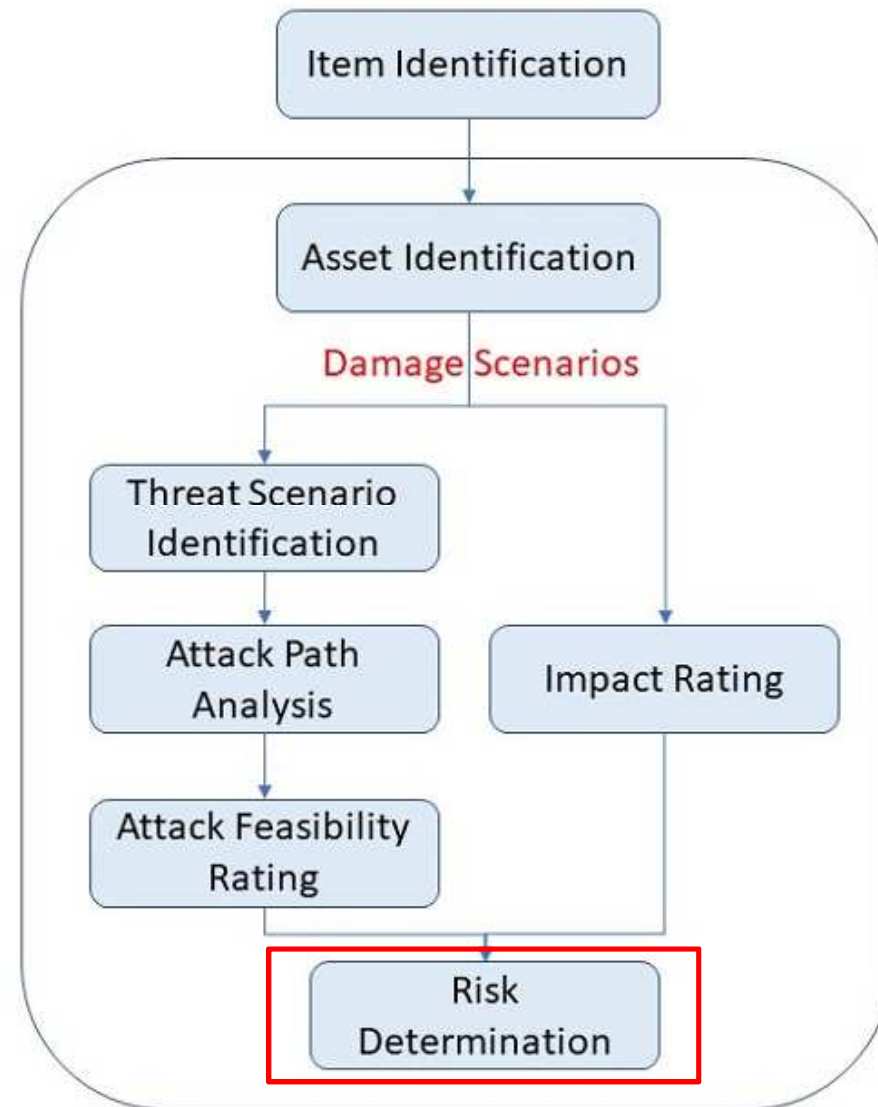 Item Identification
Asset Identification
Damage Scenarios
Threat Scenario
Identification
Attack Path
Analysis
Impact Rating
Attack Feasibility
Rating
Risk
Determination